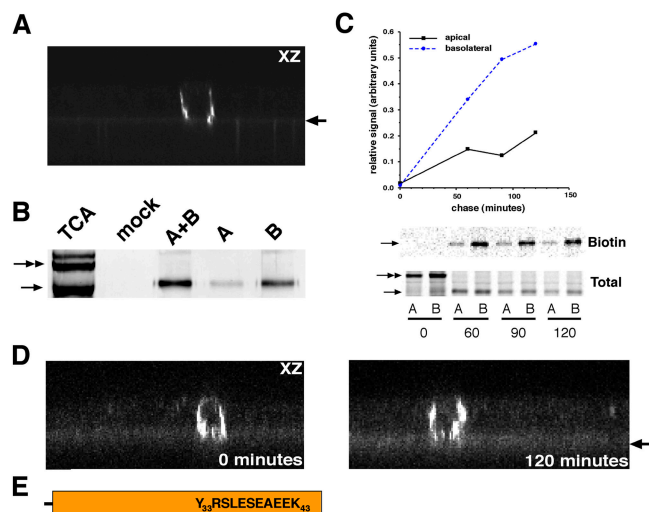 A
XZ
B
TCA
mock
A+B
A
B
C
relative signal (arbitrary units)
0.6
0.5
0.4
0.3
0.2
0.1
0.0
apical
basolateral
0 50 100 150
chase (minutes)
Biotin
Total
A B A B A B A B
0 60 90 120
D
XZ
0 minutes
120 minutes
E
Y33RSLESEAEEK43